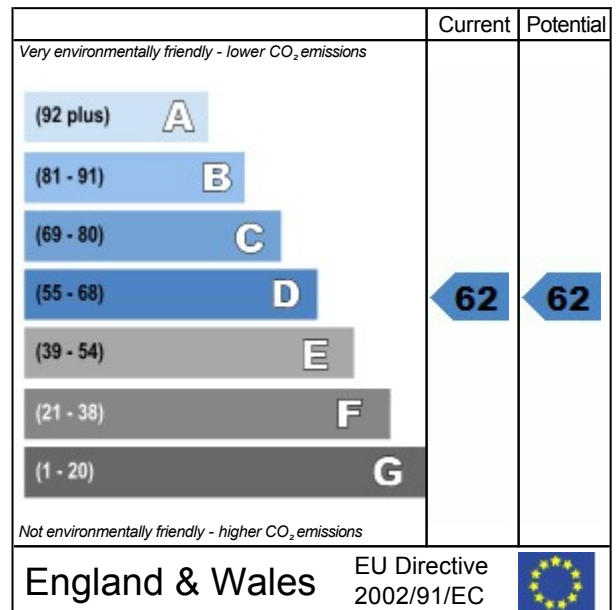 Current Potential
Very environmentally friendly - lower CO₂ emissions
(92 plus) A
(81 - 91) B
(69 - 80) C
(55 - 68) D 62 62
(39 - 54) E
(21 - 38) F
(1 - 20) G
Not environmentally friendly - higher CO₂ emissions
England & Wales
EU Directive
2002/91/EC